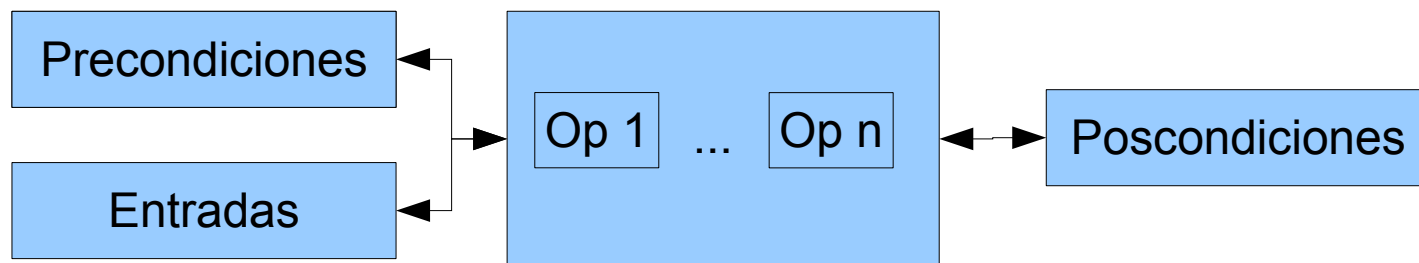 Precondiciones
Entradas
Op 1 ... Op n
Poscondiciones